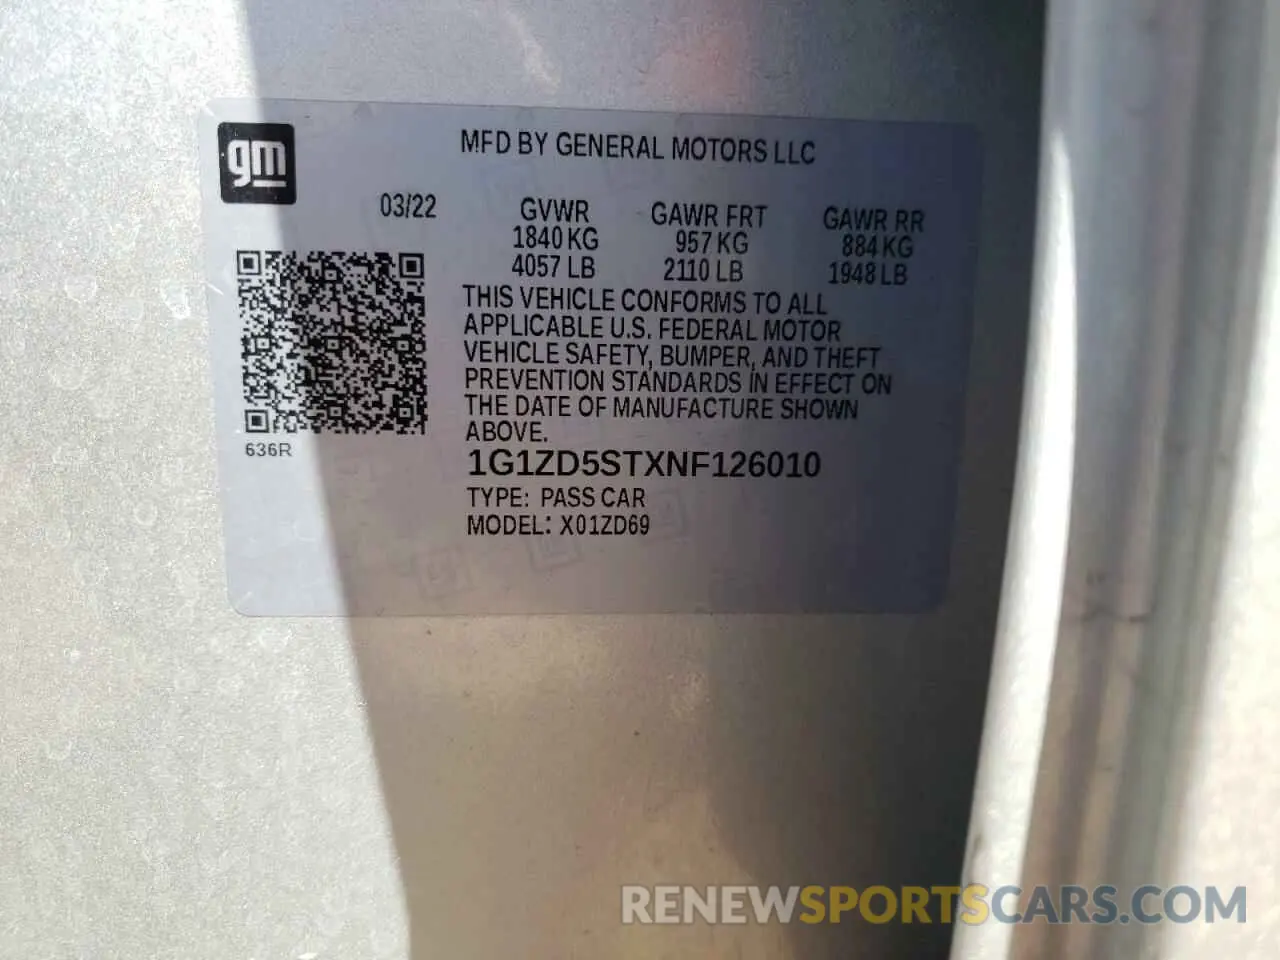 gm
MFD BY GENERAL MOTORS LLC
03/22
GVWR GAWR FRT GAWR RR
1840 KG 957 KG 884 KG
4057 LB 2110 LB 1948 LB
THIS VEHICLE CONFORMS TO ALL
APPLICABLE U.S. FEDERAL MOTOR
VEHICLE SAFETY, BUMPER, AND THEFT
PREVENTION STANDARDS IN EFFECT ON
THE DATE OF MANUFACTURE SHOWN
ABOVE.
636R
1G1ZD5STXNF126010
TYPE: PASS CAR
MODEL: X01ZD69
RENEWSPORTSCARS.COM